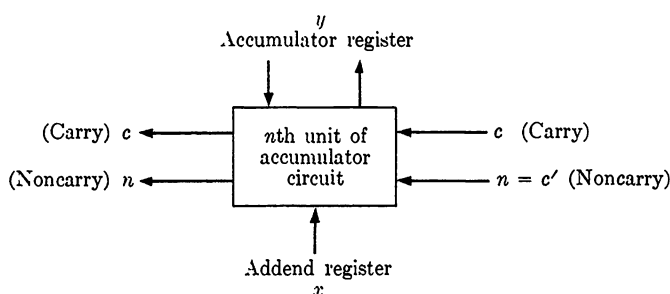 y
Accumulator register
(Carry) c
nth unit of
accumulator
circuit
c (Carry)
(Noncarry) n
n = c′ (Noncarry)
Addend register
x